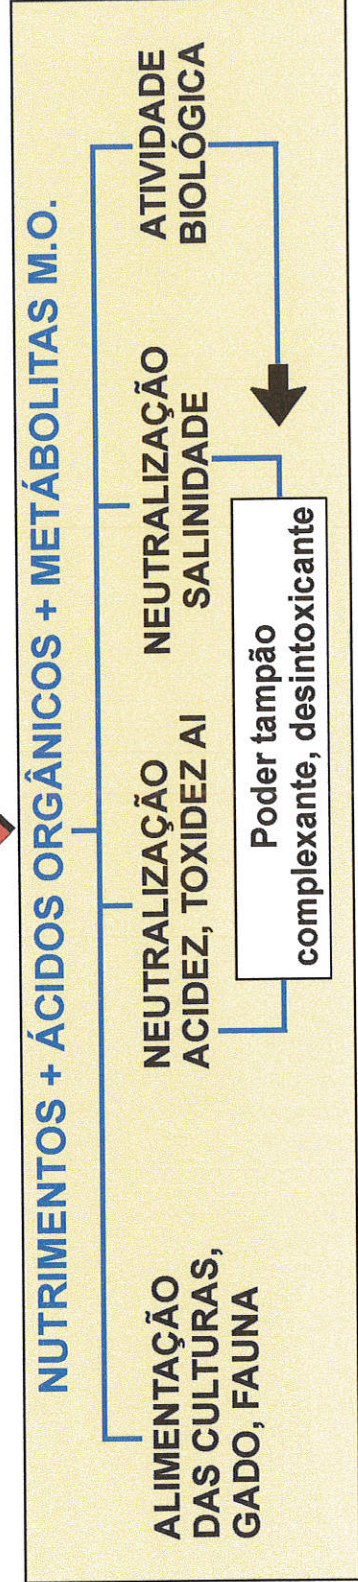 NUTRIMENTOS + ÁCIDOS ORGÂNICOS + METÁBOLITAS M.O.
ALIMENTAÇÃO
DAS CULTURAS,
GADO, FAUNA
NEUTRALIZAÇÃO
ACIDEZ, TOXIDEZ Al
NEUTRALIZAÇÃO
SALINIDADE
ATIVIDADE
BIOLÓGICA
Poder tampão
complexante, desintoxicante